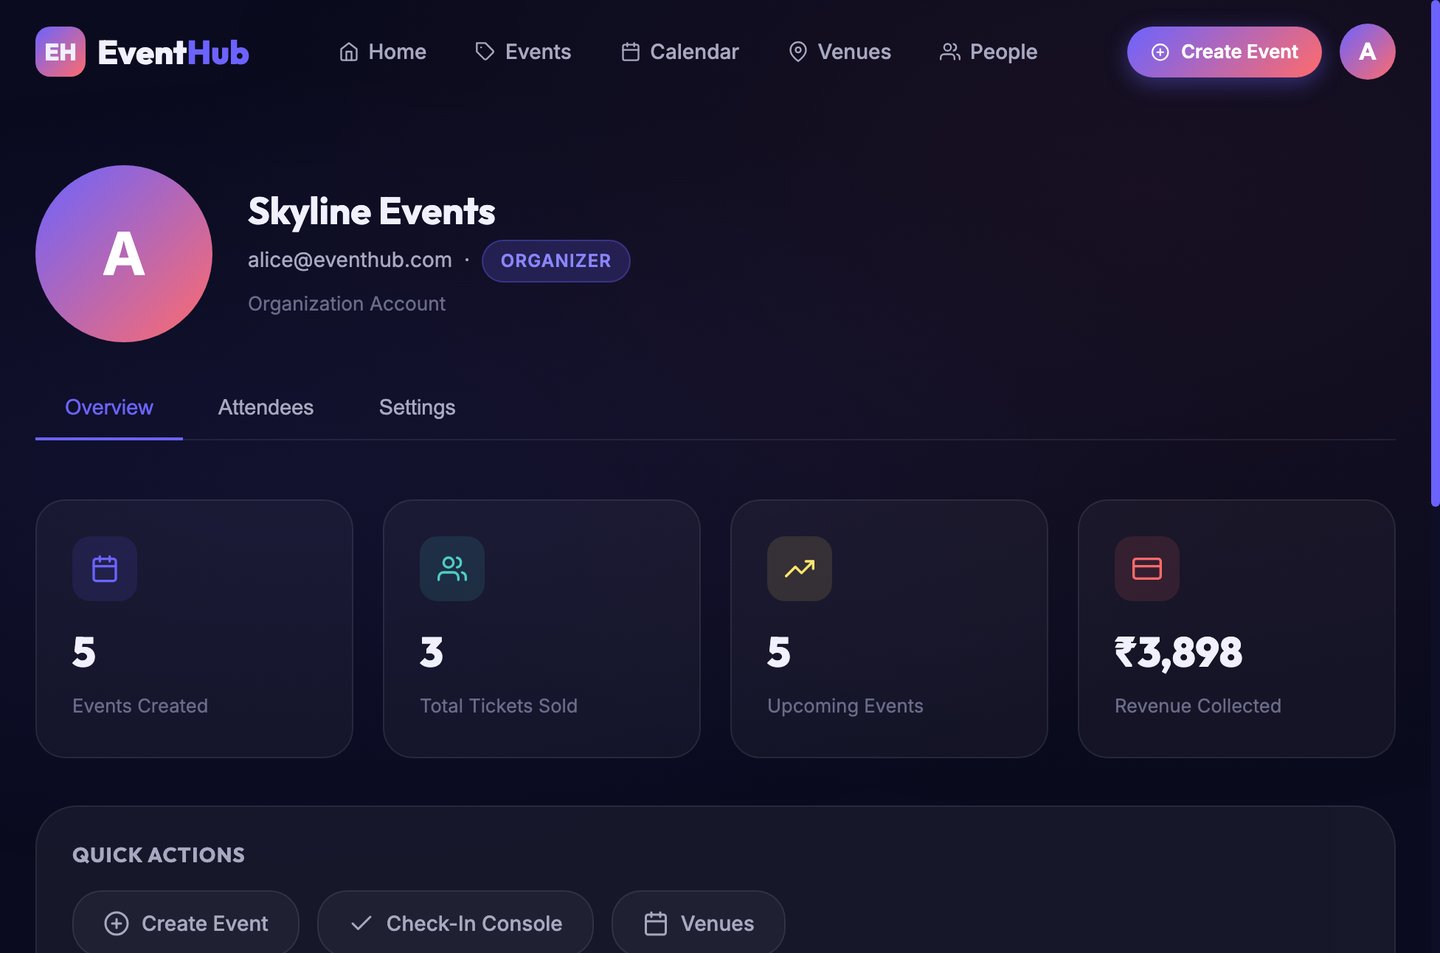 EH EventHub Home Events Calendar Venues People Create Event A
A
Skyline Events
alice@eventhub.com · ORGANIZER
Organization Account
Overview Attendees Settings
5
Events Created
3
Total Tickets Sold
5
Upcoming Events
₹3,898
Revenue Collected
QUICK ACTIONS
Create Event Check-In Console Venues